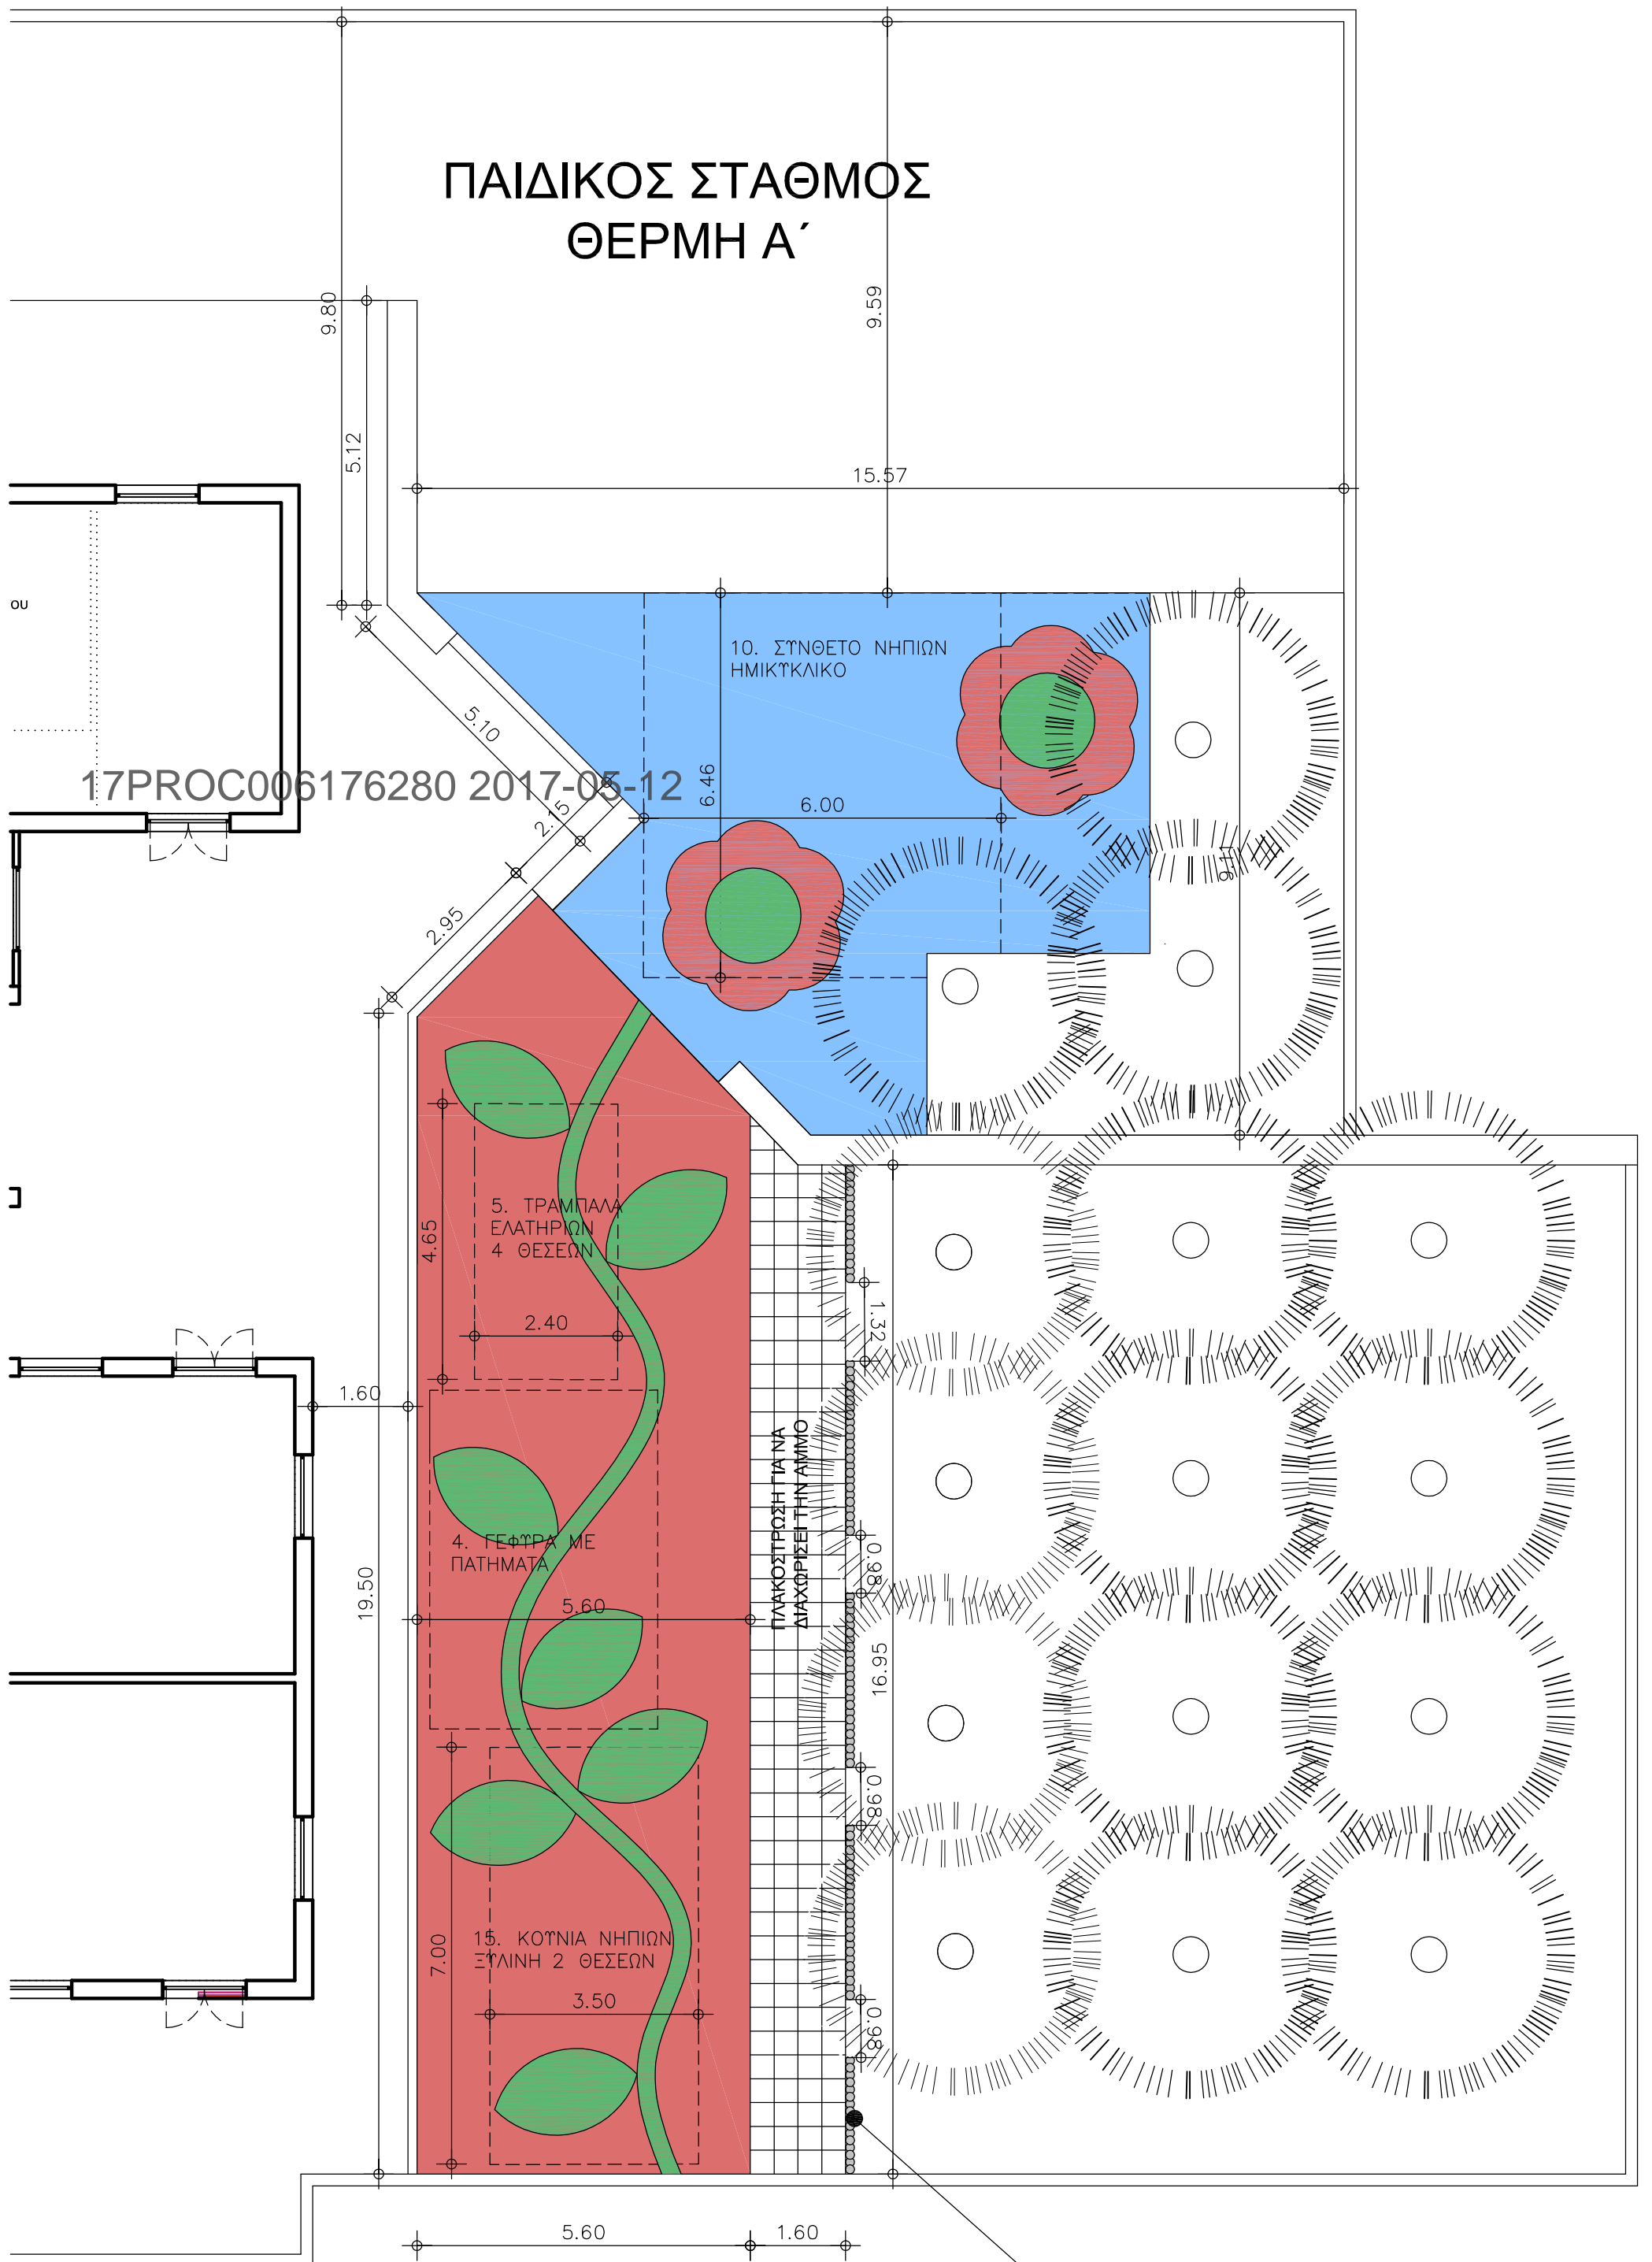 ΠΑΙΔΙΚΟΣ ΣΤΑΘΜΟΣ
ΘΕΡΜΗ Α΄
9.80
9.59
5.12
15.57
ου
10. ΣΥΝΘΕΤΟ ΝΗΠΙΩΝ
ΗΜΙΚΥΚΛΙΚΟ
5.10
17PROC006176280 2017-05-12
6.46
6.00
2.15
2.95
5. ΤΡΑΜΠΑΛΑ
ΕΛΑΤΗΡΙΩΝ
4 ΘΕΣΕΩΝ
4.65
2.40
1.32
1.60
ΠΛΑΚΟΣΤΡΩΣΗ ΓΙΑ ΝΑ
ΔΙΑΧΩΡΙΣΕΙ ΤΗΝ ΑΜΜΟ
4. ΓΕΦΥΡΑ ΜΕ
ΠΑΤΗΜΑΤΑ
0.98
19.50
5.60
16.95
0.98
7.00
15. ΚΟΥΝΙΑ ΝΗΠΙΩΝ
ΞΥΛΙΝΗ 2 ΘΕΣΕΩΝ
3.50
0.98
5.60
1.60